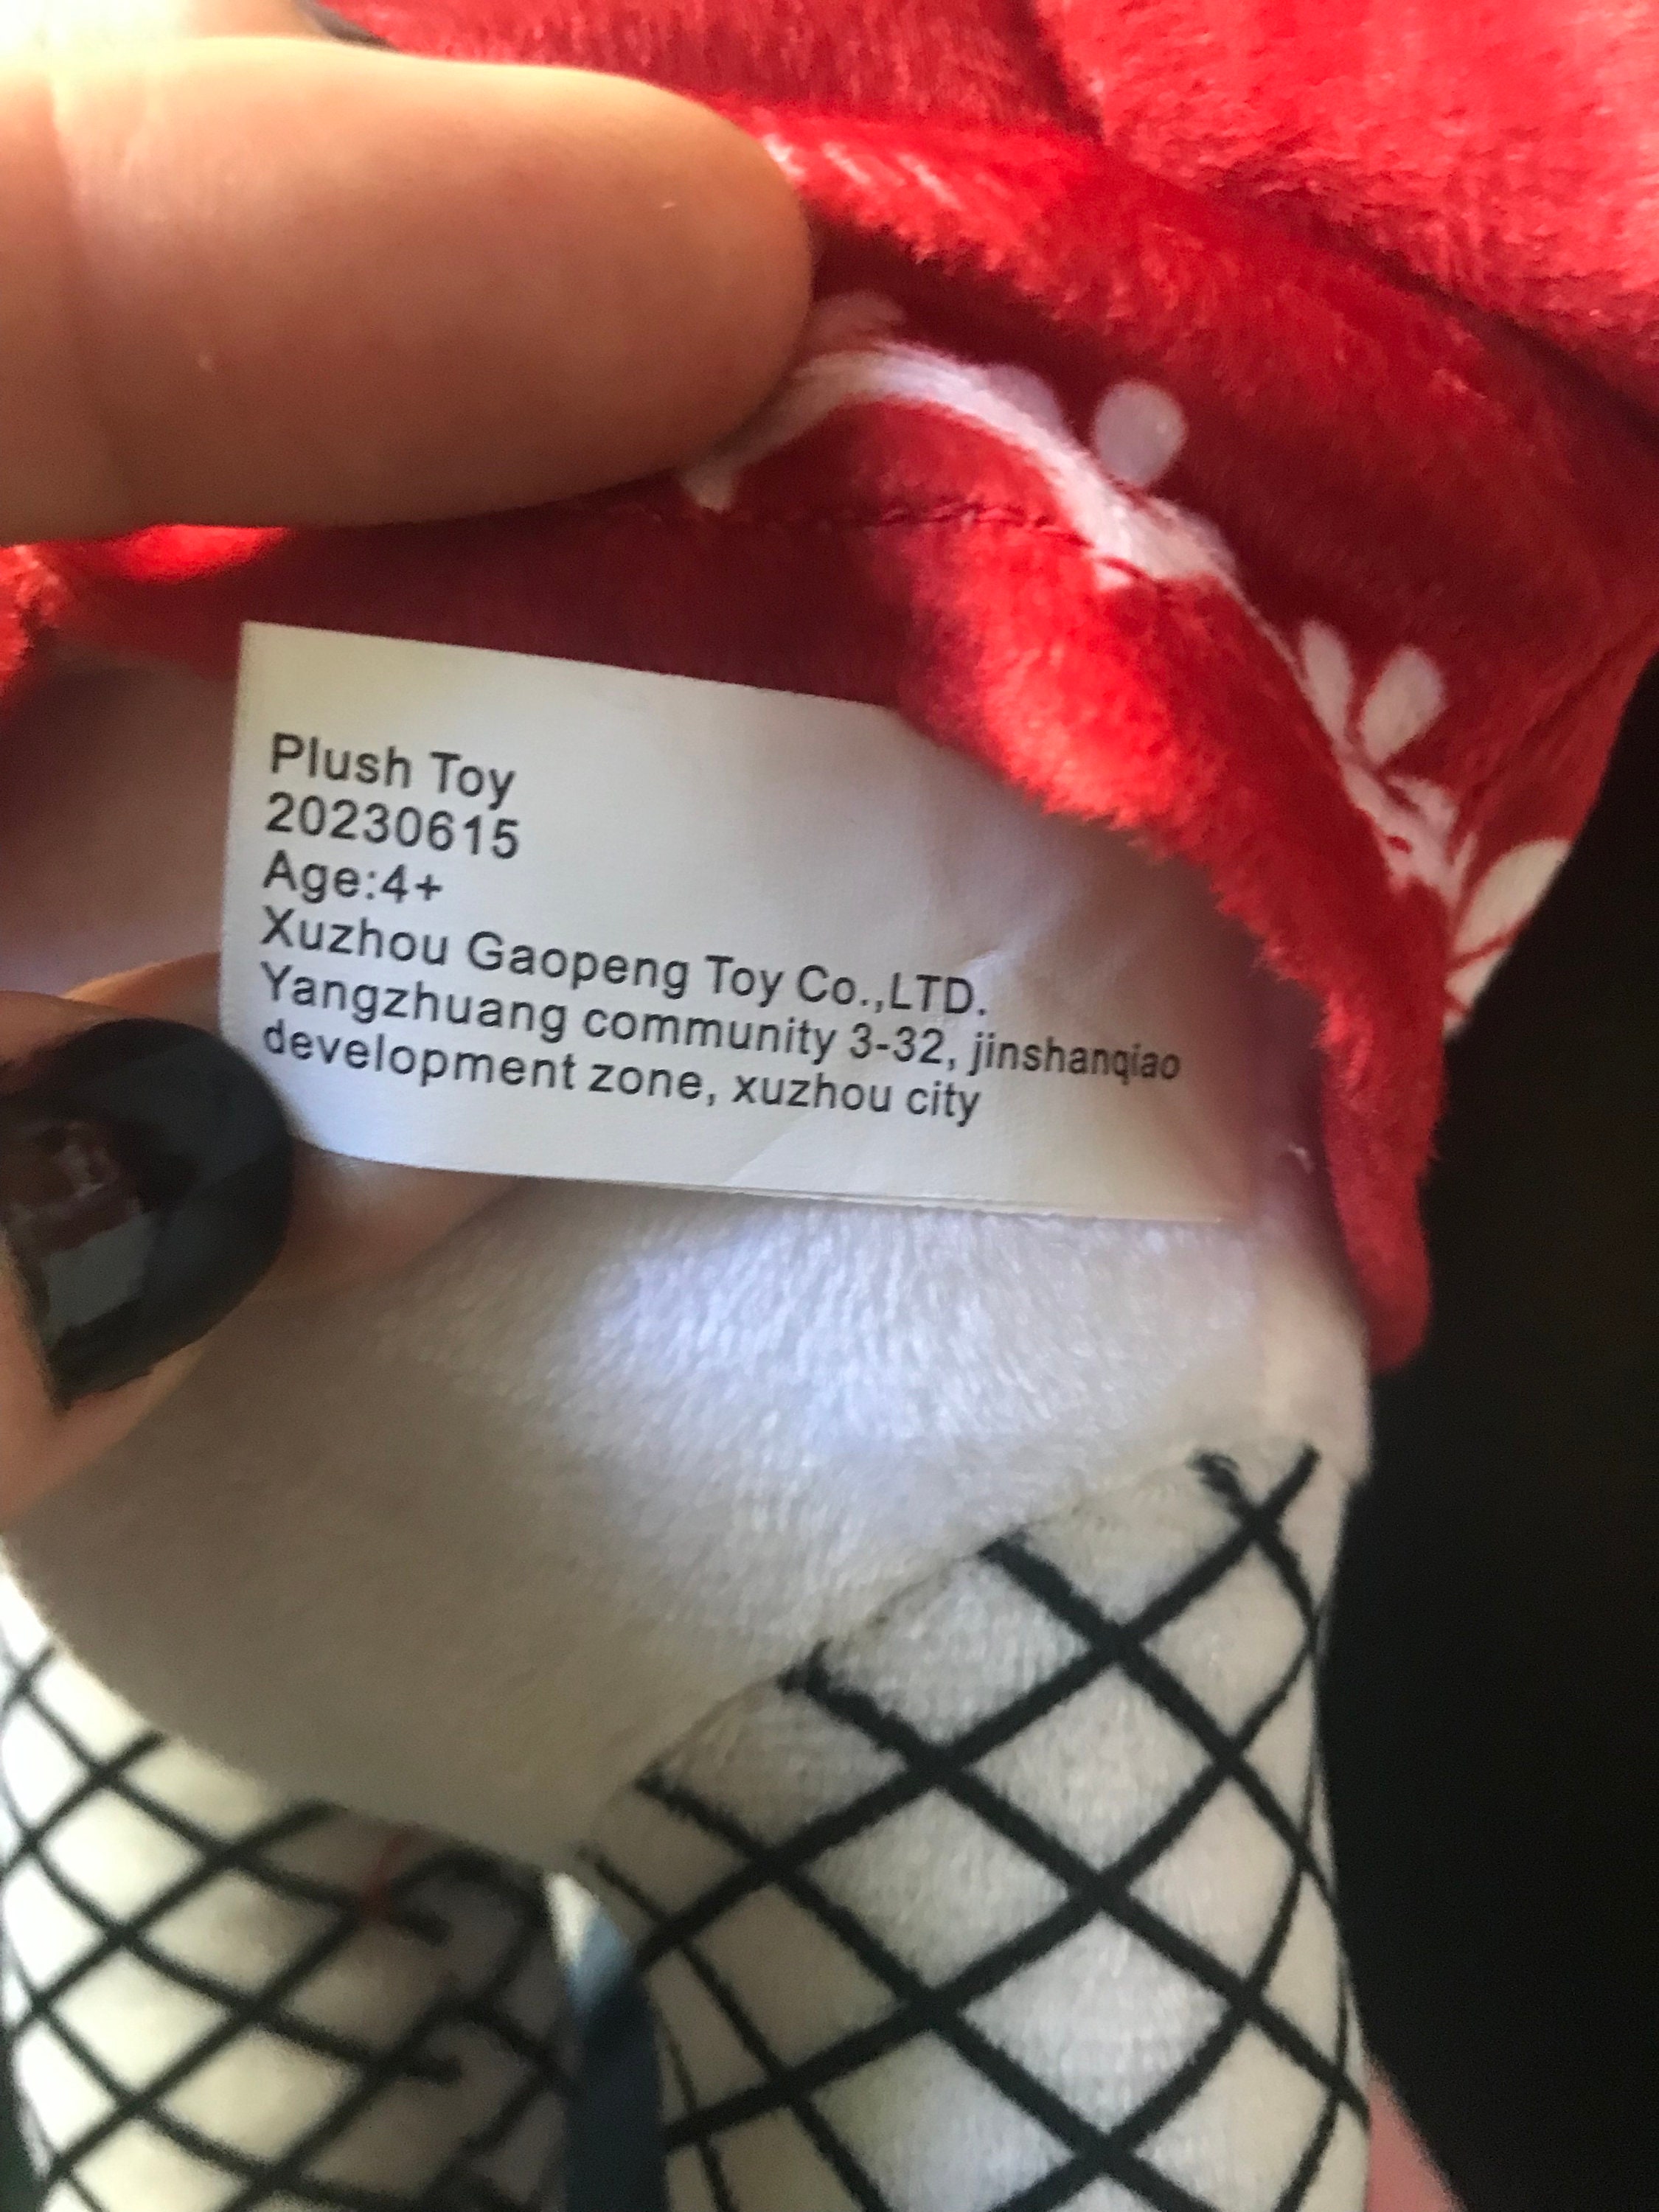 Plush Toy
20230615
Age:4+
Xuzhou Gaopeng Toy Co.,LTD.
Yangzhuang community 3-32, jinshanqiao
development zone, xuzhou city